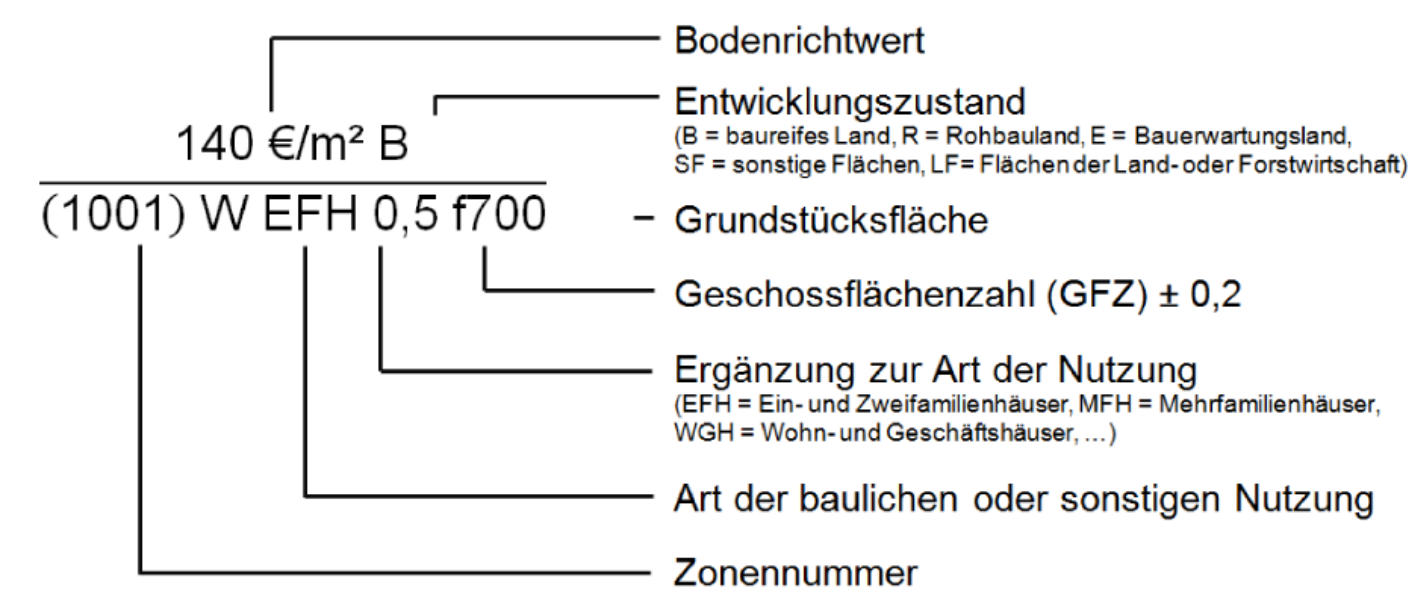 Bodenrichtwert
Entwicklungszustand
(B = baureifes Land, R = Rohbauland, E = Bauerwartungsland,
SF = sonstige Flächen, LF= Flächen der Land- oder Forstwirtschaft)
140 €/m² B
(1001) W EFH 0,5 f700
– Grundstücksfläche
Geschossflächenzahl (GFZ) ± 0,2
Ergänzung zur Art der Nutzung
(EFH = Ein- und Zweifamilienhäuser, MFH = Mehrfamilienhäuser,
WGH = Wohn- und Geschäftshäuser, …)
Art der baulichen oder sonstigen Nutzung
Zonennummer